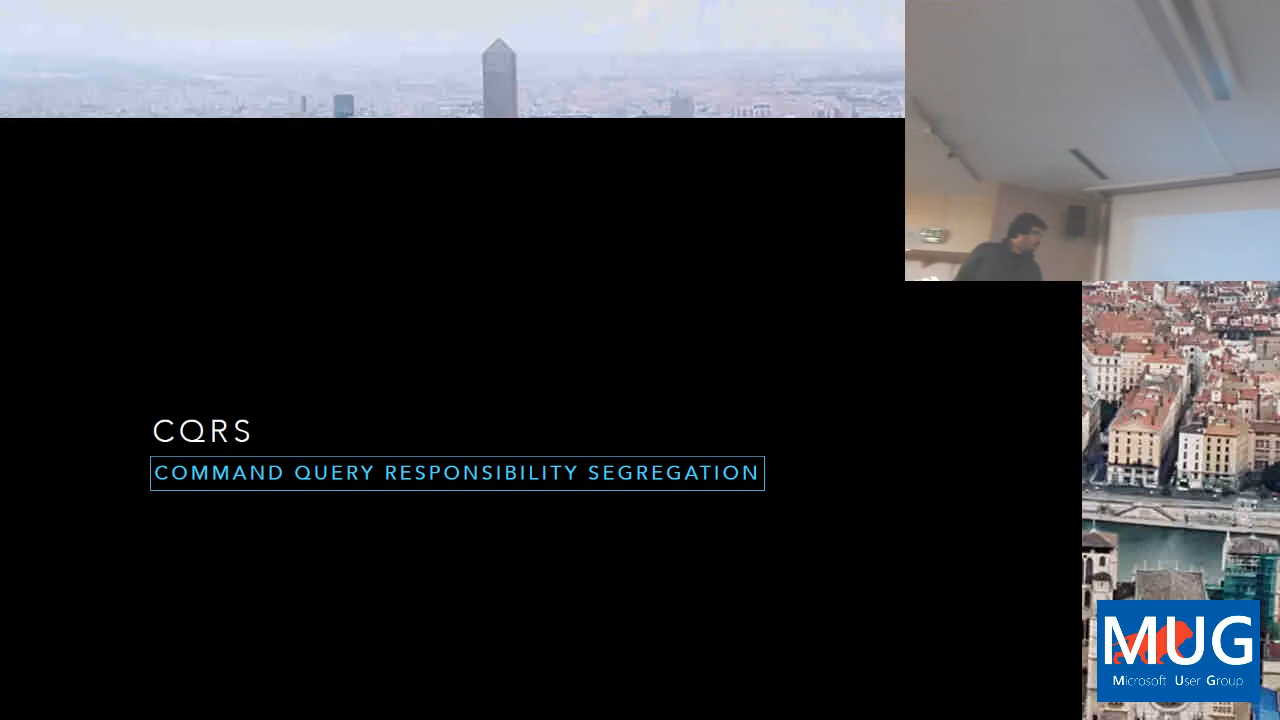 CQRS
COMMAND QUERY RESPONSIBILITY SEGREGATION
MUG
Microsoft User Group